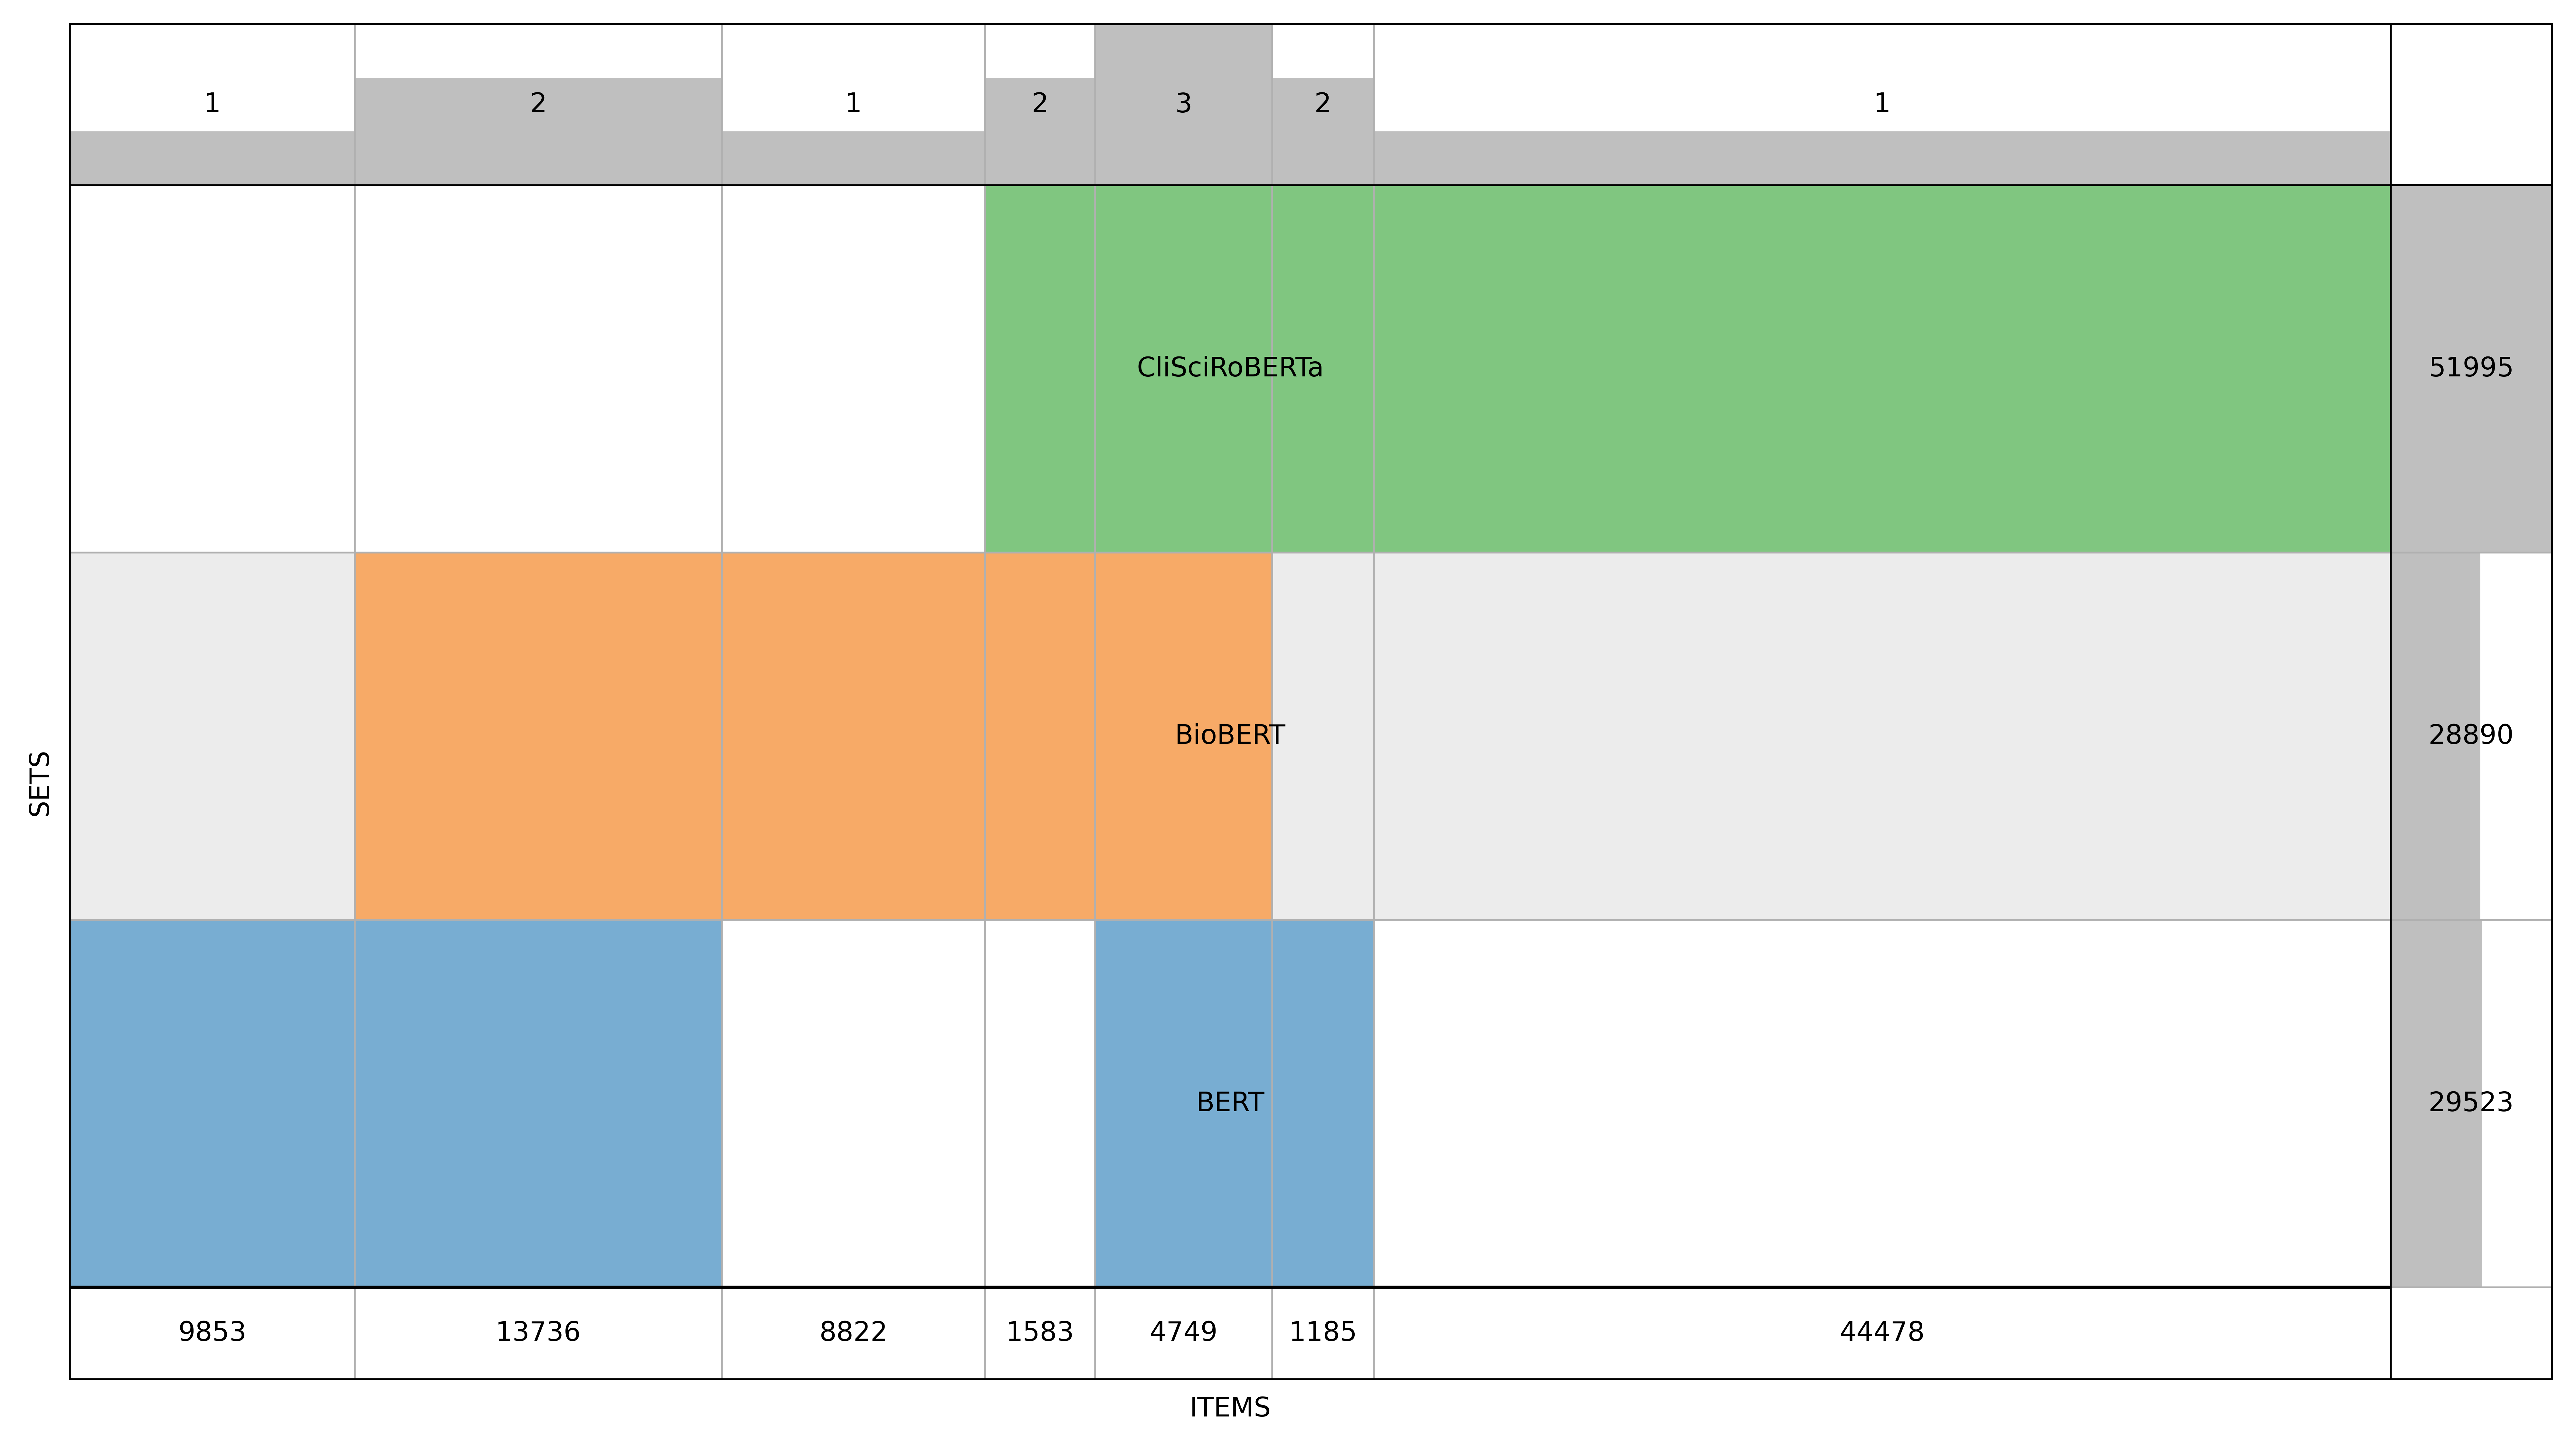 1 2 1 2 3 2 1
CliSciRoBERTa 51995
BioBERT 28890
SETS
BERT 29523
9853 13736 8822 1583 4749 1185 44478
ITEMS